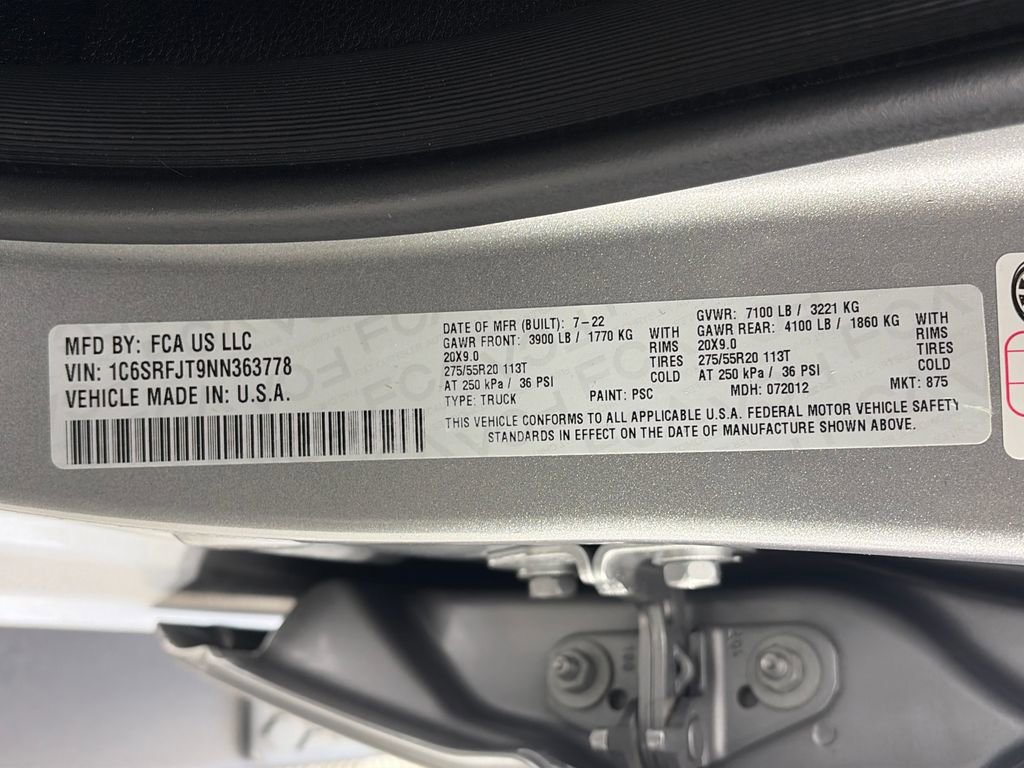 MFD BY: FCA US LLC
VIN: 1C6SRFJT9NN363778
VEHICLE MADE IN: U.S.A.
DATE OF MFR (BUILT): 7-22
GAWR FRONT: 3900 LB / 1770 KG WITH
20X9.0 RIMS
275/55R20 113T TIRES
AT 250 kPa / 36 PSI COLD
TYPE: TRUCK PAINT: PSC
GVWR: 7100 LB / 3221 KG
GAWR REAR: 4100 LB / 1860 KG WITH
20X9.0 RIMS
275/55R20 113T TIRES
AT 250 kPa / 36 PSI COLD
MDH: 072012 MKT: 875
THIS VEHICLE CONFORMS TO ALL APPLICABLE U.S.A. FEDERAL MOTOR VEHICLE SAFETY
STANDARDS IN EFFECT ON THE DATE OF MANUFACTURE SHOWN ABOVE.